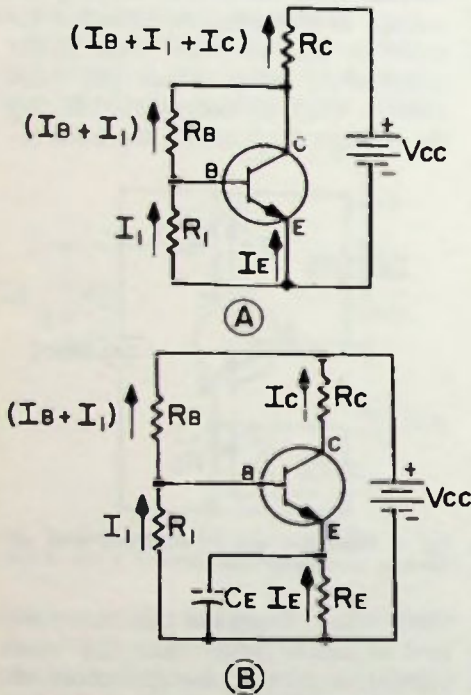 (IB + I1 + IC)
RC
(IB + I1)
RB
+
VCC
C
B
E
I1
R1
IE
A
(IB + I1)
RB
IC
RC
C
B
+
VCC
E
I1
R1
CE
IE
RE
B